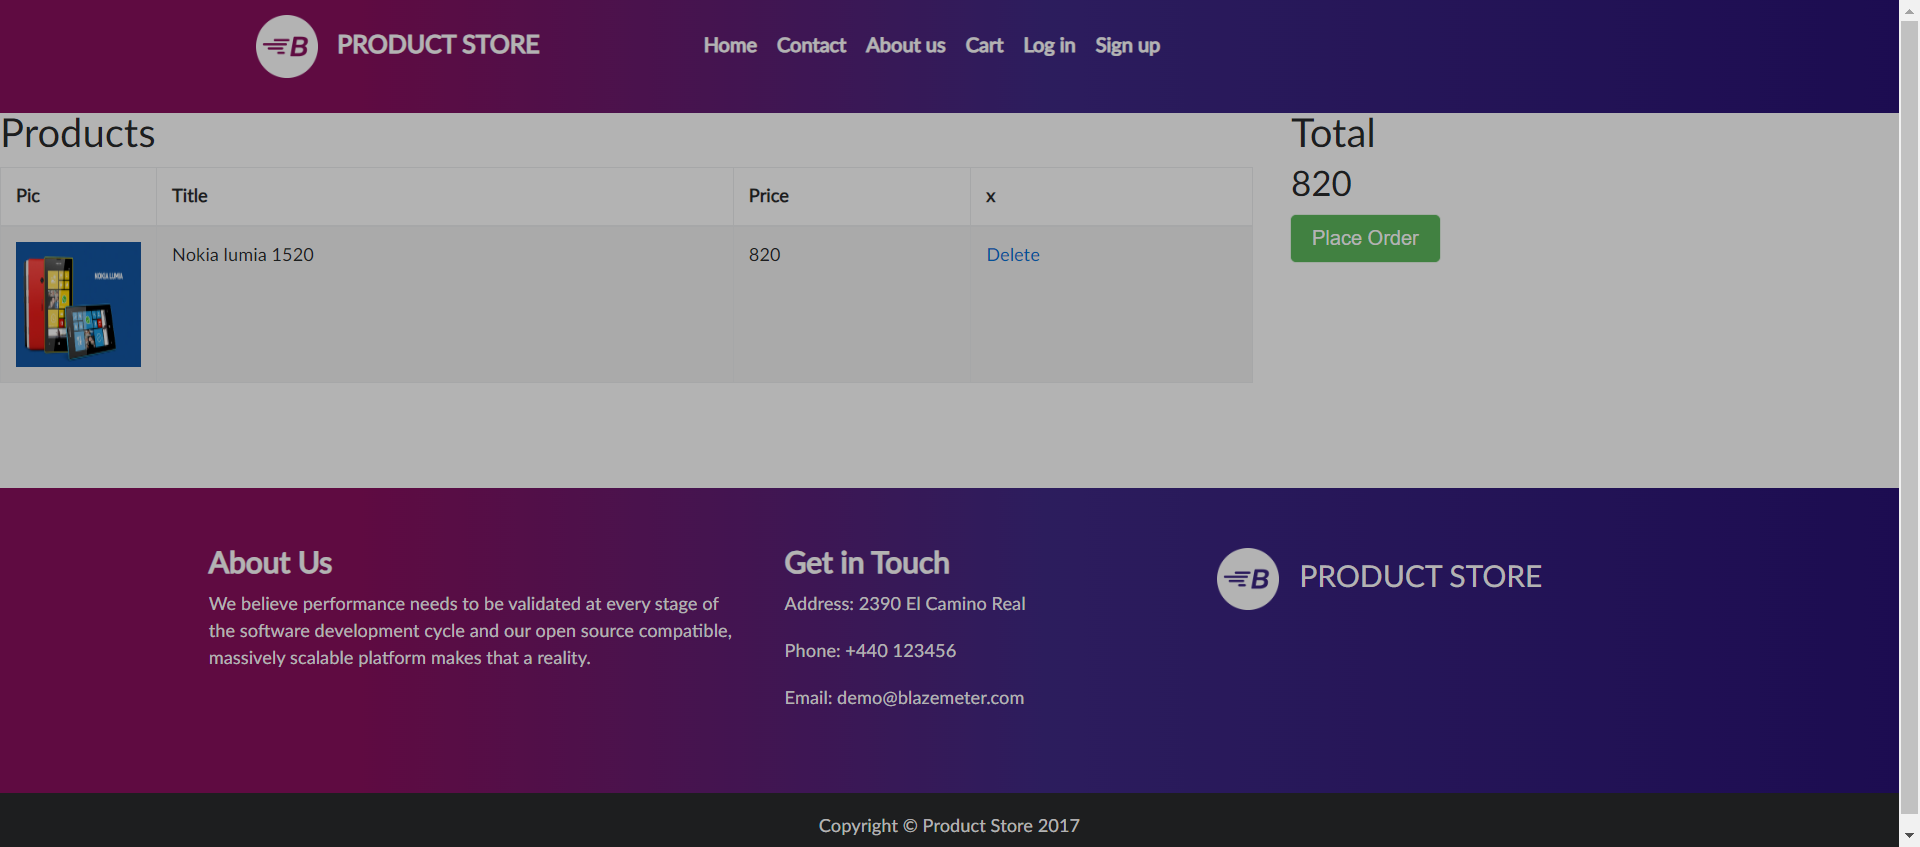 B PRODUCT STORE
Home Contact About us Cart Log in Sign up
Products
Pic Title Price x
NOKIA LUMIA
Nokia lumia 1520 820 Delete
Total
820
Place Order
About Us
We believe performance needs to be validated at every stage of
the software development cycle and our open source compatible,
massively scalable platform makes that a reality.
Get in Touch
Address: 2390 El Camino Real
Phone: +440 123456
Email: demo@blazemeter.com
B PRODUCT STORE
Copyright © Product Store 2017